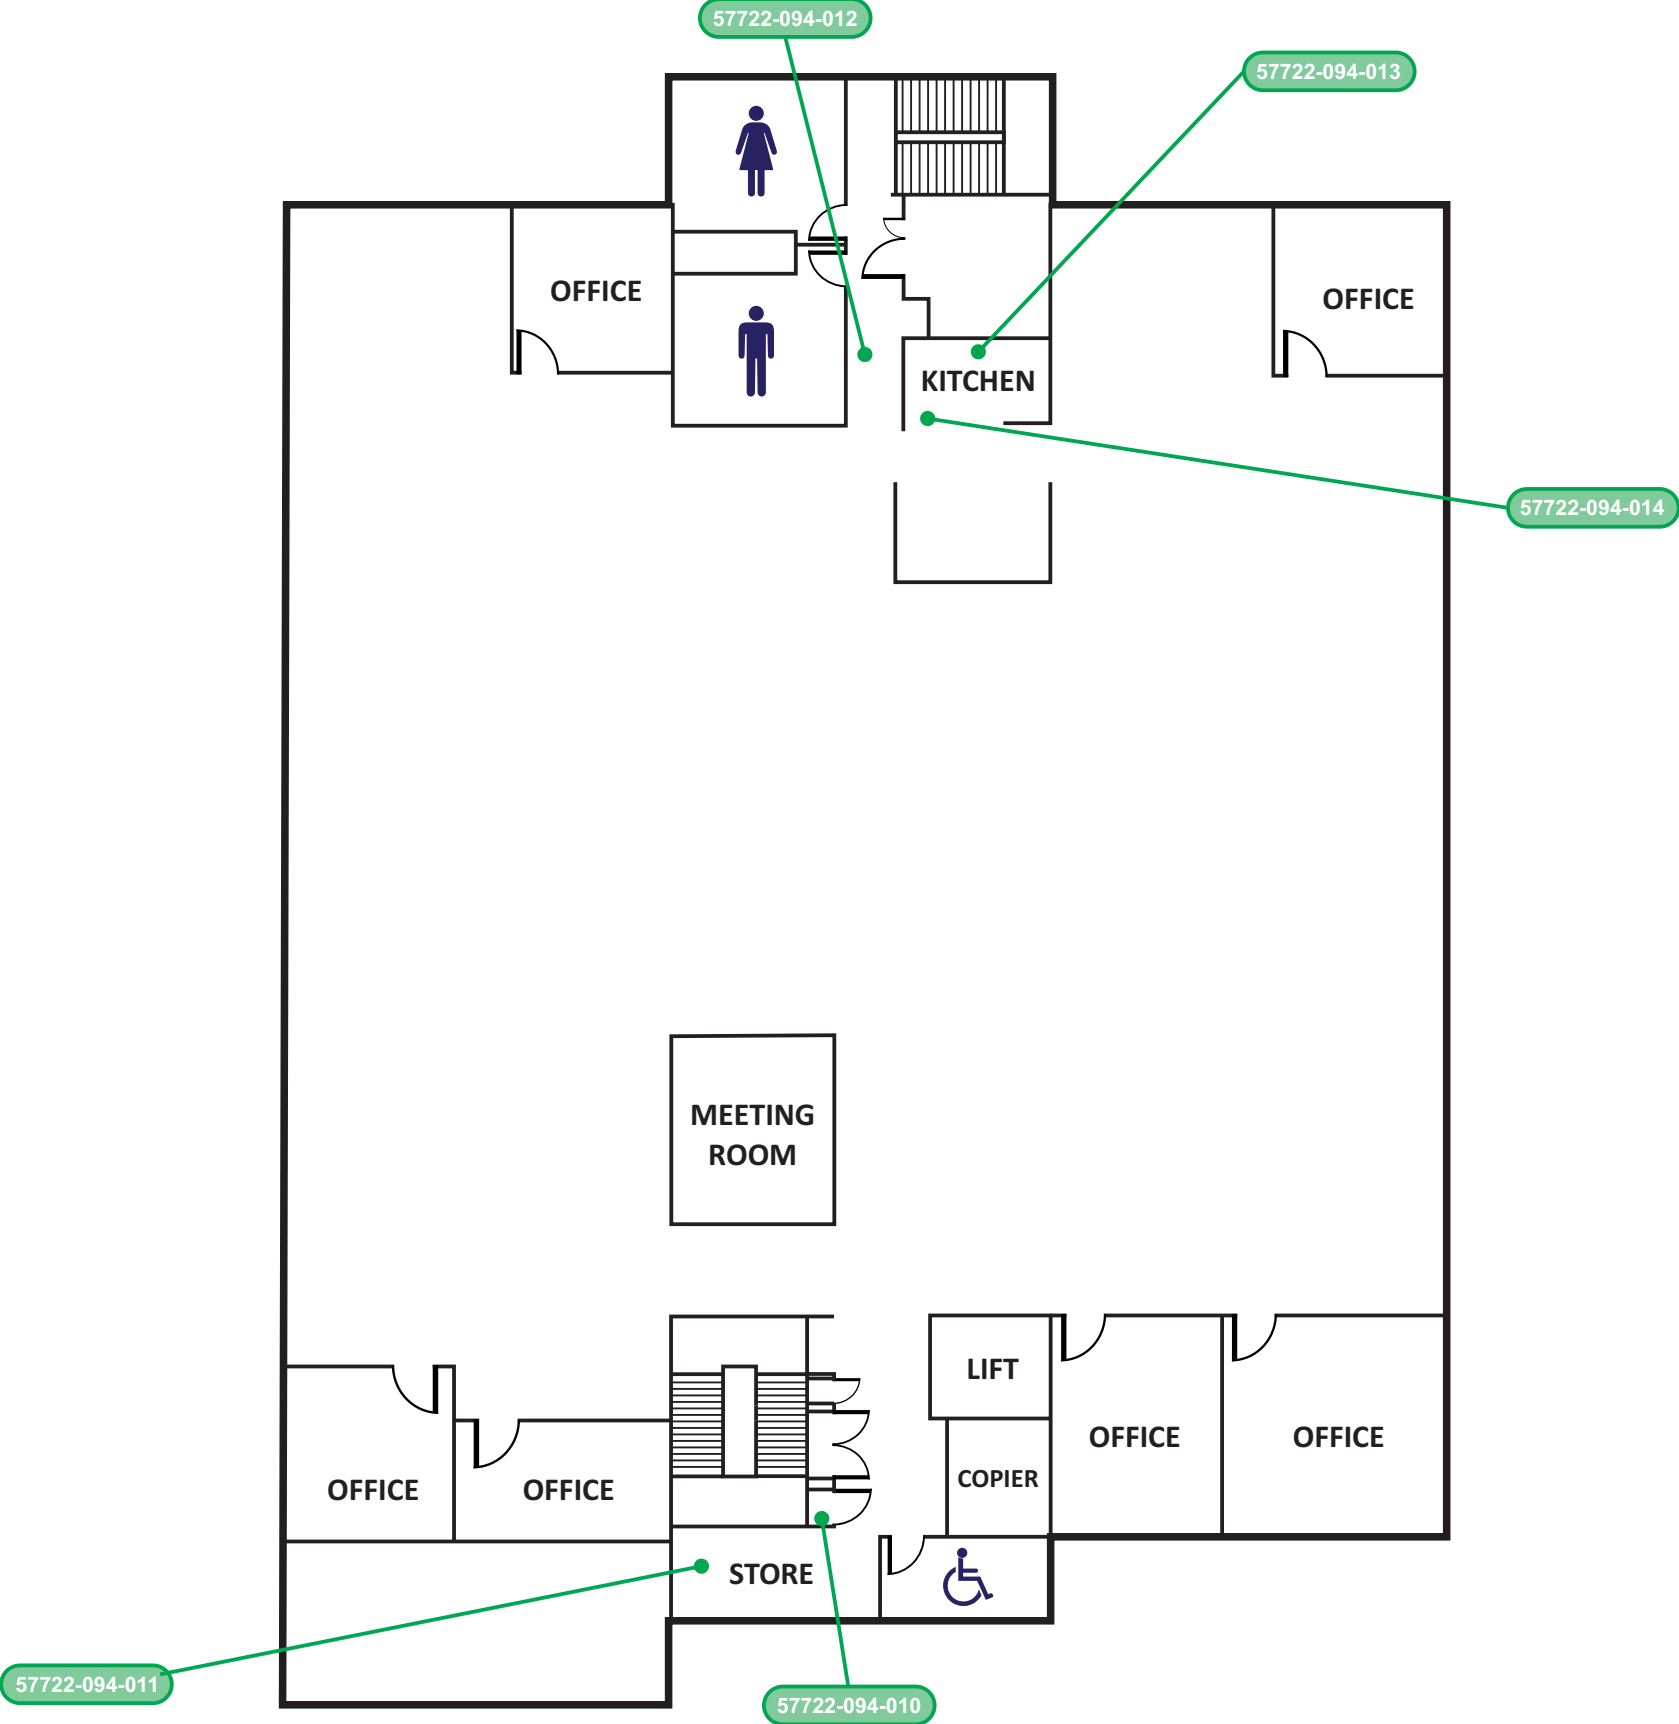 57722-094-012
57722-094-013
OFFICE
OFFICE
KITCHEN
57722-094-014
MEETING
ROOM
LIFT
OFFICE
OFFICE
COPIER
OFFICE
OFFICE
STORE
57722-094-011
57722-094-010